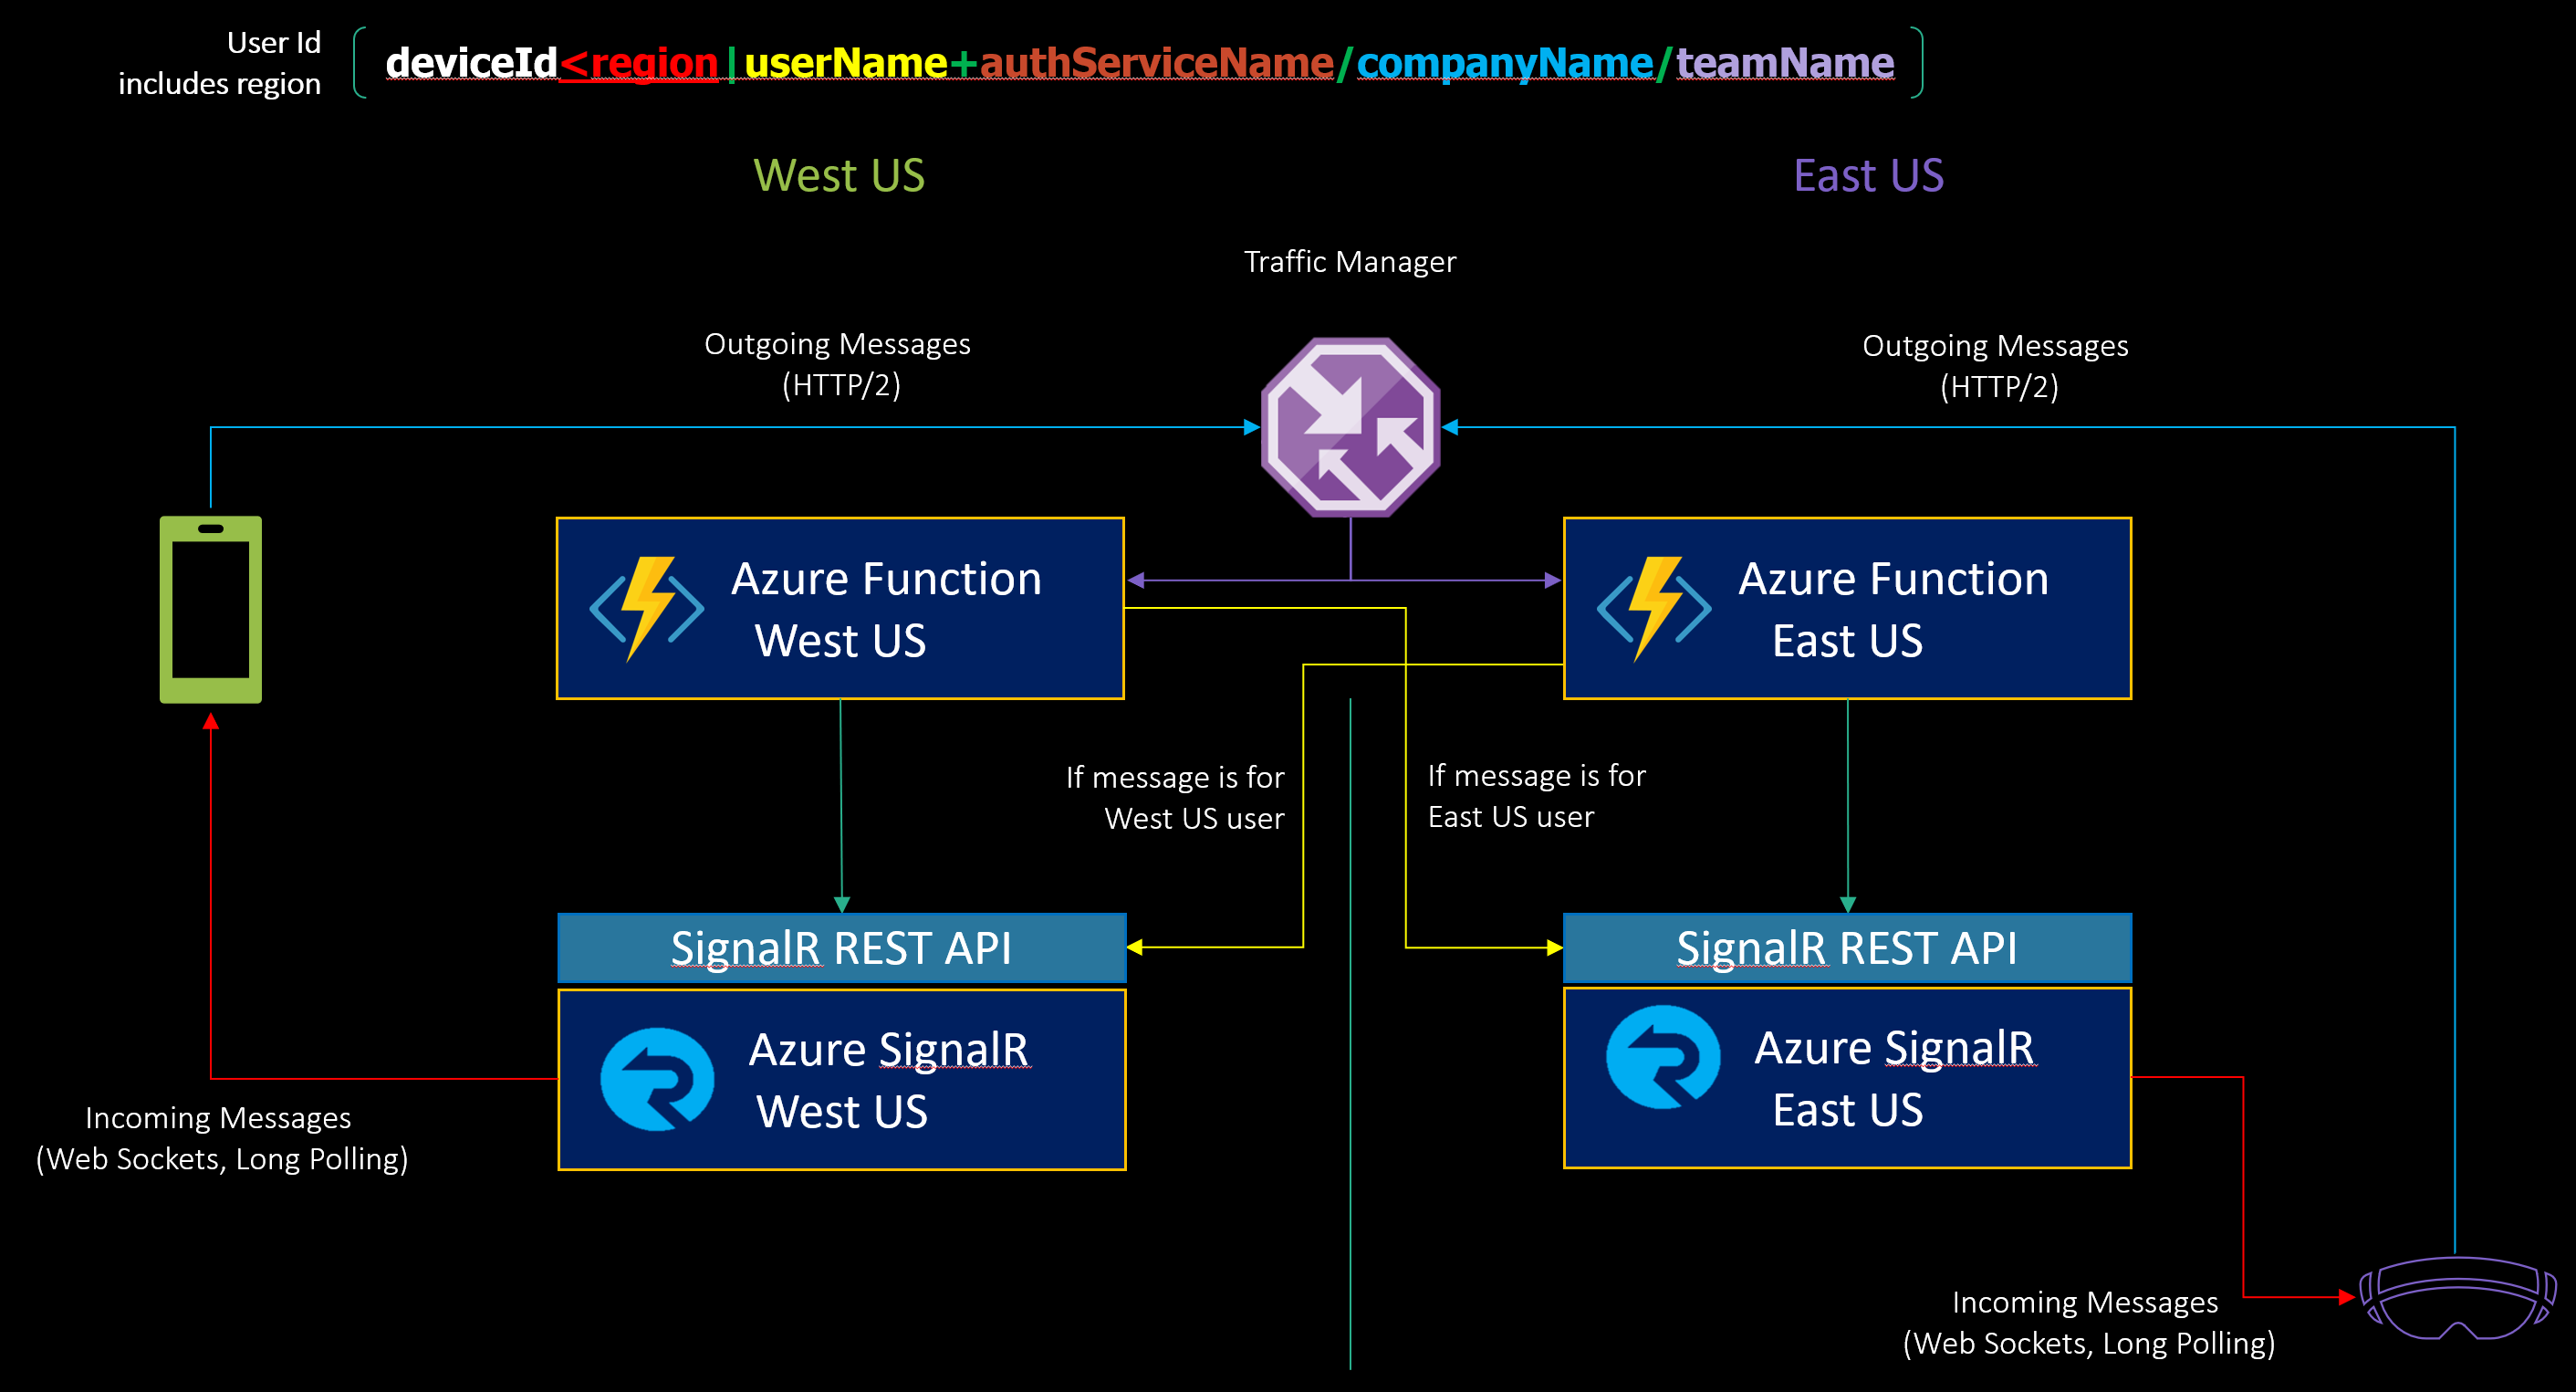 User Id
includes region
deviceId<region|userName+authServiceName/companyName/teamName
West US
East US
Traffic Manager
Outgoing Messages
(HTTP/2)
Outgoing Messages
(HTTP/2)
Azure Function
West US
Azure Function
East US
If message is for
West US user
If message is for
East US user
SignalR REST API
SignalR REST API
Azure SignalR
West US
Azure SignalR
East US
Incoming Messages
(Web Sockets, Long Polling)
Incoming Messages
(Web Sockets, Long Polling)